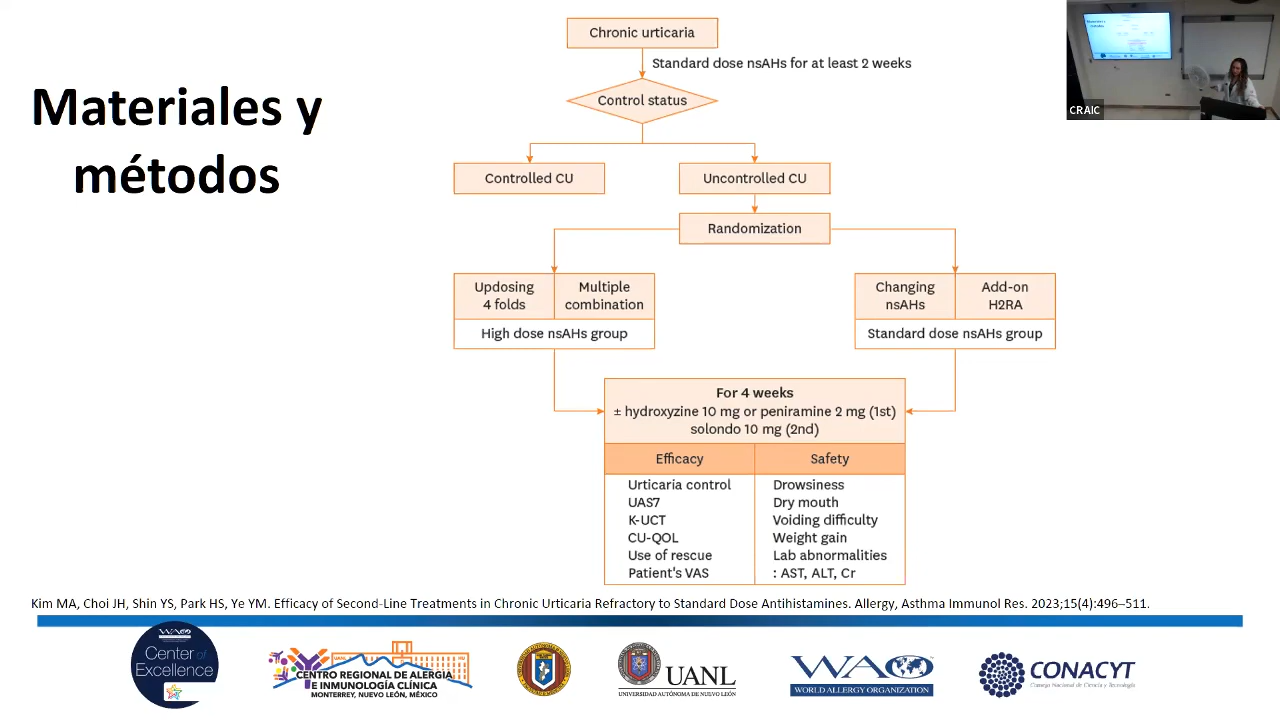 Materiales y
métodos
Chronic urticaria
Standard dose nsAHs for at least 2 weeks
Control status
Controlled CU
Uncontrolled CU
Randomization
Updosing
4 folds
Multiple
combination
High dose nsAHs group
Changing
nsAHs
Add-on
H2RA
Standard dose nsAHs group
For 4 weeks
± hydroxyzine 10 mg or peniramine 2 mg (1st)
solondo 10 mg (2nd)
Efficacy
Safety
Urticaria control
UAS7
K-UCT
CU-QOL
Use of rescue
Patient's VAS
Drowsiness
Dry mouth
Voiding difficulty
Weight gain
Lab abnormalities
: AST, ALT, Cr
CRAIC
Kim MA, Choi JH, Shin YS, Park HS, Ye YM. Efficacy of Second-Line Treatments in Chronic Urticaria Refractory to Standard Dose Antihistamines. Allergy, Asthma Immunol Res. 2023;15(4):496–511.
WAO
Center of
Excellence
UANL
CENTRO REGIONAL DE ALERGIA
E INMUNOLOGÍA CLÍNICA
MONTERREY, NUEVO LEÓN, MÉXICO
UANL
UNIVERSIDAD AUTÓNOMA DE NUEVO LEÓN
WAO
WORLD ALLERGY ORGANIZATION
CONACYT
Consejo Nacional de Ciencia y Tecnología